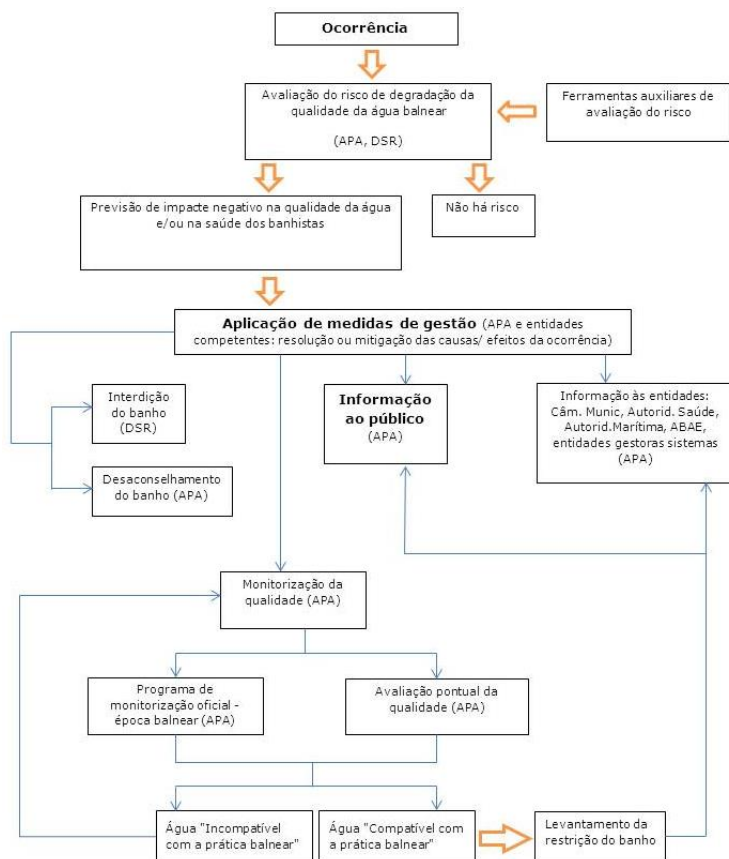 Ocorrência
Avaliação do risco de degradação da
qualidade da água balnear
(APA, DSR)
Ferramentas auxiliares de
avaliação do risco
Previsão de impacte negativo na qualidade da água
e/ou na saúde dos banhistas
Não há risco
Aplicação de medidas de gestão (APA e entidades
competentes: resolução ou mitigação das causas/ efeitos da ocorrência)
Interdição
do banho
(DSR)
Desaconselhamento
do banho (APA)
Informação
ao público
(APA)
Informação às entidades:
Câm. Munic, Autorid. Saúde,
Autorid.Marítima, ABAE,
entidades gestoras sistemas
(APA)
Monitorização da
qualidade (APA)
Programa de
monitorização oficial -
época balnear (APA)
Avaliação pontual da
qualidade (APA)
Água "Incompatível
com a prática balnear"
Água "Compatível com
a prática balnear"
Levantamento da
restrição do banho